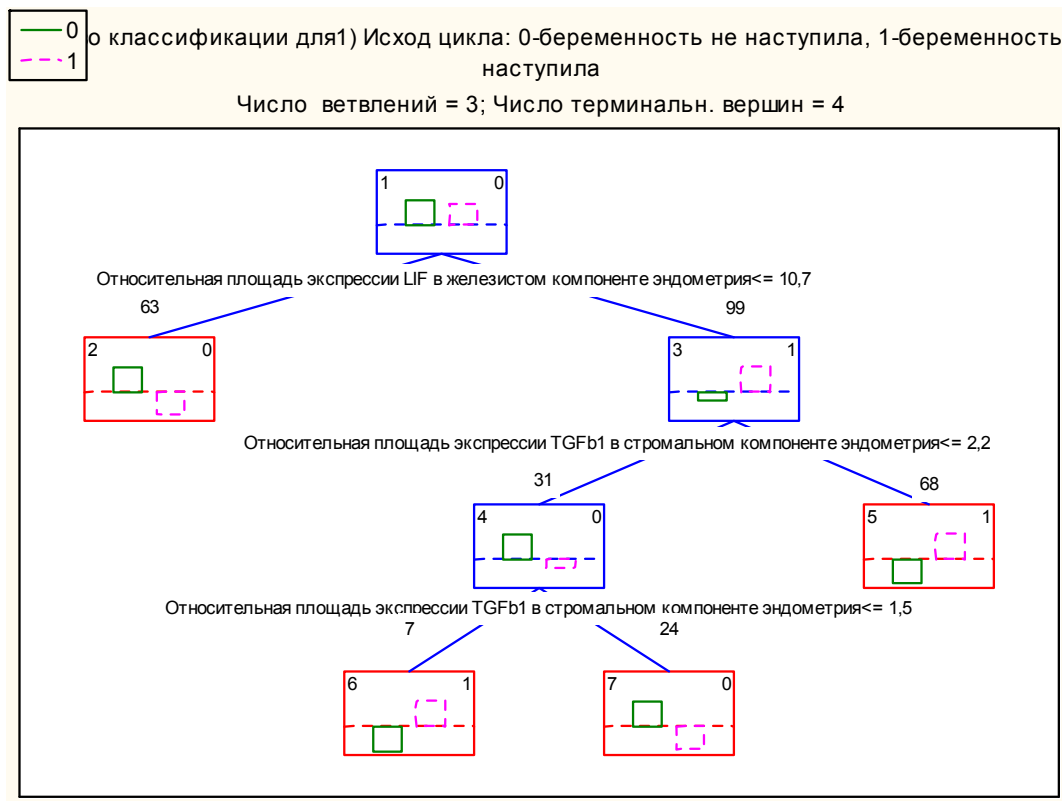 0
1
о классификации для1) Исход цикла: 0-беременность не наступила, 1-беременность
наступила
Число ветвлений = 3; Число терминальн. вершин = 4
1 0
Относительная площадь экспрессии LIF в железистом компоненте эндометрия<= 10,7
63 99
2 0 3 1
Относительная площадь экспрессии TGFb1 в стромальном компоненте эндометрия<= 2,2
31 68
4 0 5 1
Относительная площадь экспрессии TGFb1 в стромальном компоненте эндометрия<= 1,5
7 24
6 1 7 0